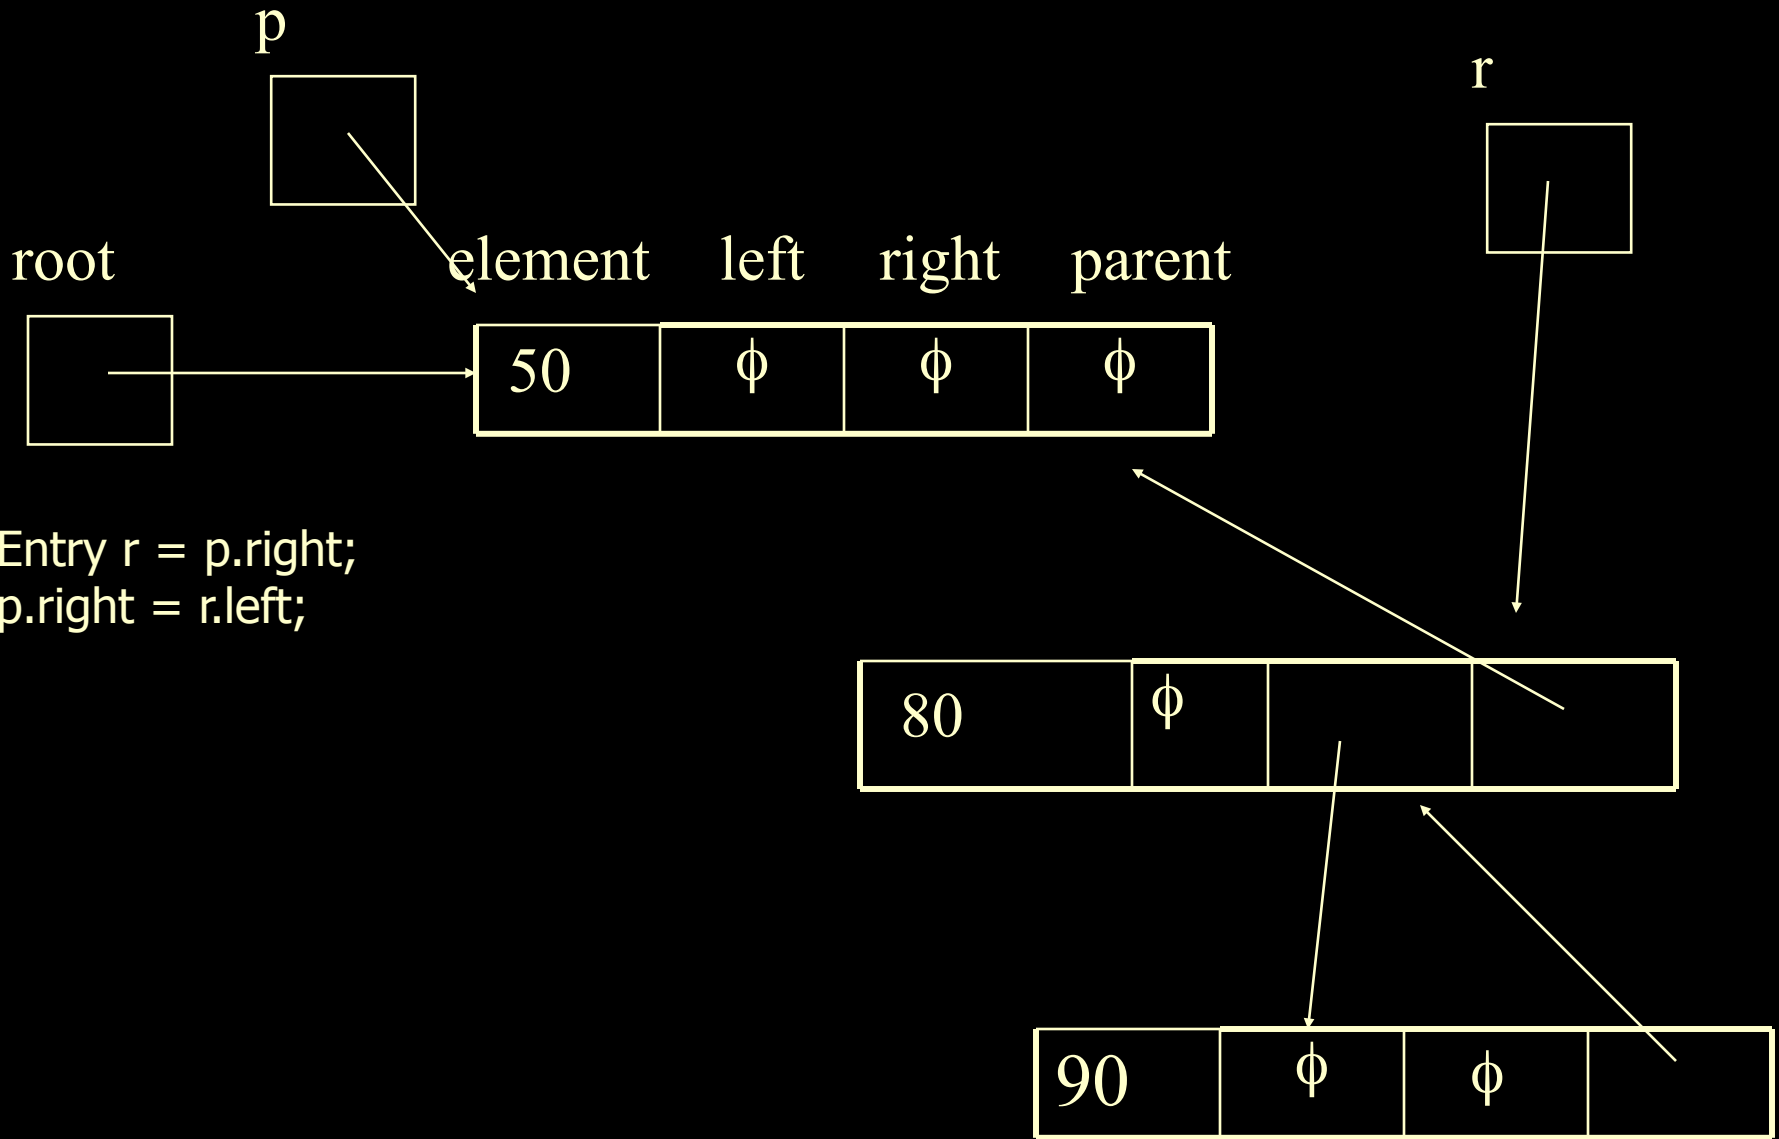 p
r
root
element left right parent
50 ϕ ϕ ϕ
Entry r = p.right;
p.right = r.left;
80 ϕ
90 ϕ ϕ